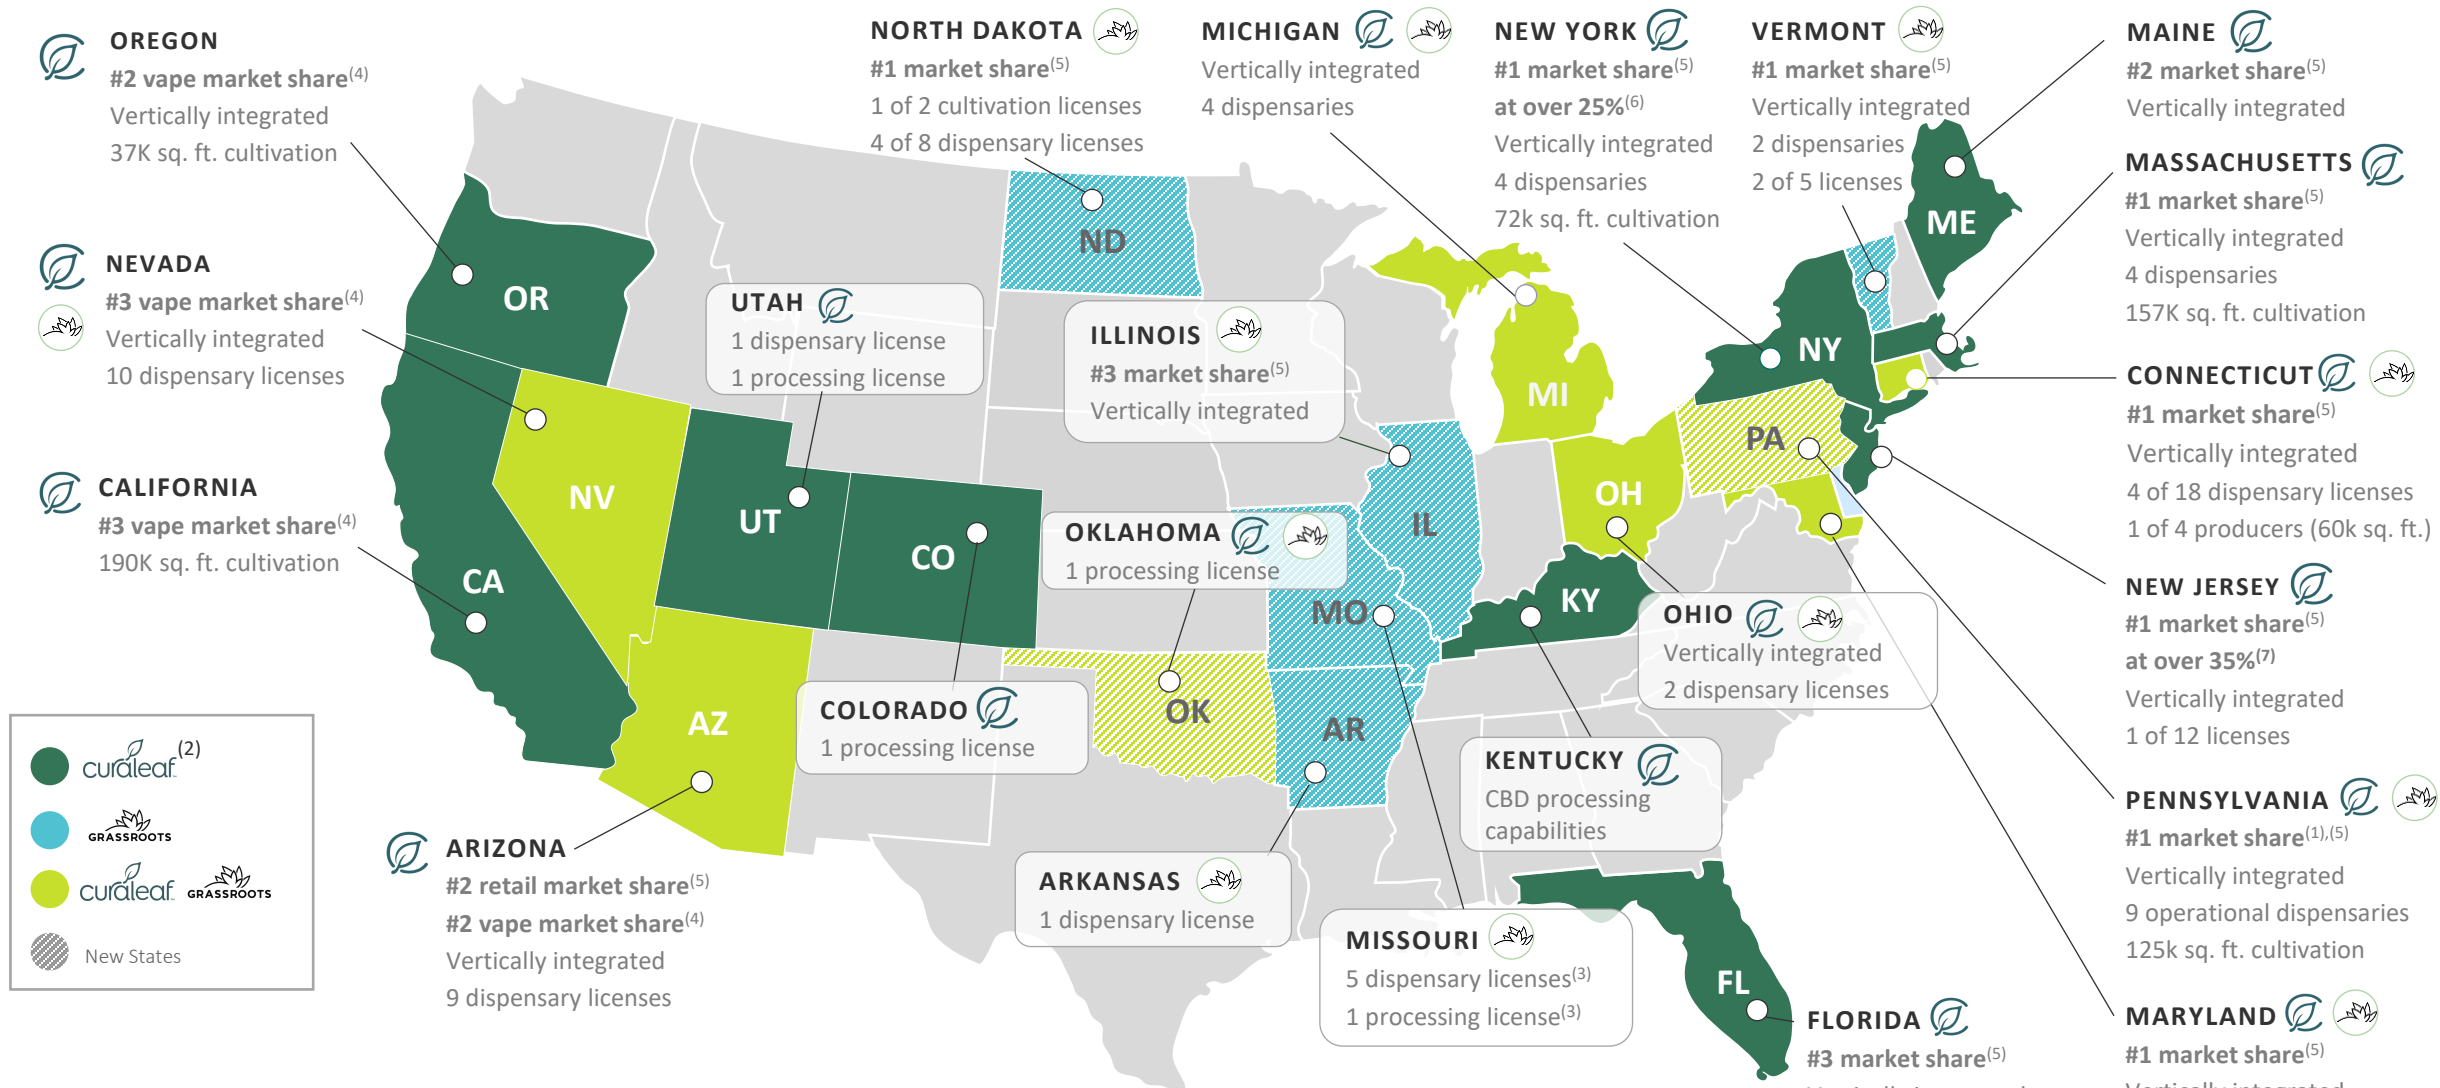 OREGON
#2 vape market share(4)
Vertically integrated
37K sq. ft. cultivation
NEVADA
#3 vape market share(4)
Vertically integrated
10 dispensary licenses
CALIFORNIA
#3 vape market share(4)
190K sq. ft. cultivation
NORTH DAKOTA
#1 market share(5)
1 of 2 cultivation licenses
4 of 8 dispensary licenses
MICHIGAN
Vertically integrated
4 dispensaries
NEW YORK
#1 market share(5)
at over 25%(6)
Vertically integrated
4 dispensaries
72k sq. ft. cultivation
VERMONT
#1 market share(5)
Vertically integrated
2 dispensaries
2 of 5 licenses
MAINE
#2 market share(5)
Vertically integrated
MASSACHUSETTS
#1 market share(5)
Vertically integrated
4 dispensaries
157K sq. ft. cultivation
CONNECTICUT
#1 market share(5)
Vertically integrated
4 of 18 dispensary licenses
1 of 4 producers (60k sq. ft.)
NEW JERSEY
#1 market share(5)
at over 35%(7)
Vertically integrated
1 of 12 licenses
PENNSYLVANIA
#1 market share(1),(5)
Vertically integrated
9 operational dispensaries
125k sq. ft. cultivation
MARYLAND
#1 market share(5)
Vertically integrated
FLORIDA
#3 market share(5)
UTAH
1 dispensary license
1 processing license
ILLINOIS
#3 market share(5)
Vertically integrated
OKLAHOMA
1 processing license
COLORADO
1 processing license
OHIO
Vertically integrated
2 dispensary licenses
KENTUCKY
CBD processing
capabilities
ARKANSAS
1 dispensary license
MISSOURI
5 dispensary licenses(3)
1 processing license(3)
ARIZONA
#2 retail market share(5)
#2 vape market share(4)
Vertically integrated
9 dispensary licenses
OR
NV
CA
UT
CO
AZ
ND
OK
MO
AR
IL
MI
OH
KY
PA
NY
ME
FL
curaleaf(2)
GRASSROOTS
curaleaf GRASSROOTS
New States